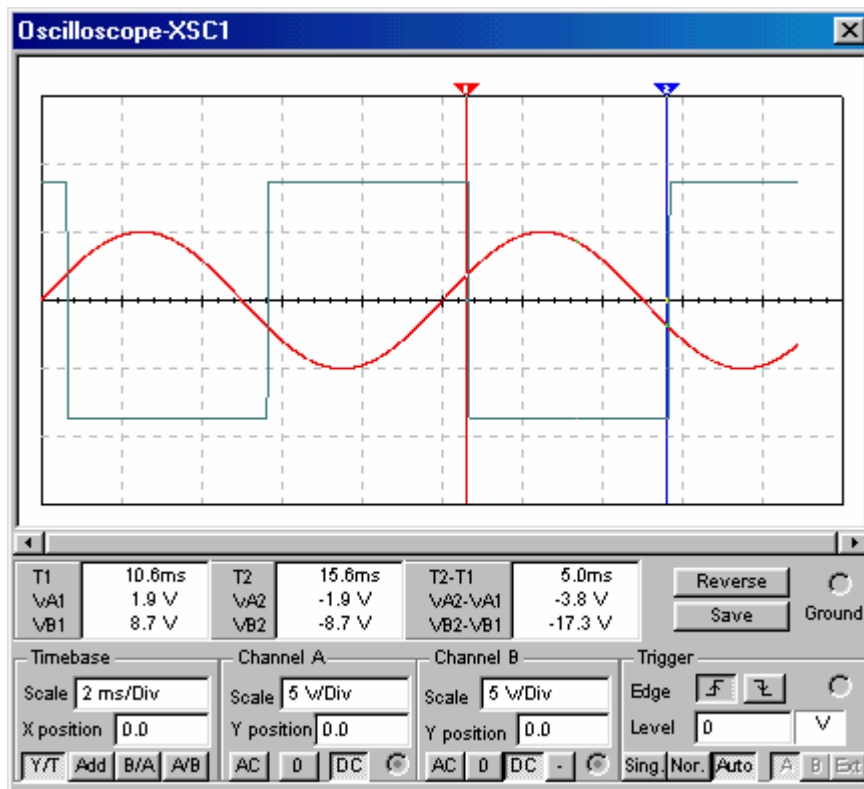 Oscilloscope-XSC1
1 2
T1 10.6ms T2 15.6ms T2-T1 5.0ms
VA1 1.9 V VA2 -1.9 V VA2-VA1 -3.8 V
VB1 8.7 V VB2 -8.7 V VB2-VB1 -17.3 V
Reverse
Save
Ground
Timebase
Scale 2 ms/Div
X position 0.0
Y/T Add B/A A/B
Channel A
Scale 5 V/Div
Y position 0.0
AC 0 DC
Channel B
Scale 5 V/Div
Y position 0.0
AC 0 DC -
Trigger
Edge
Level 0 V
Sing. Nor. Auto A B Ext